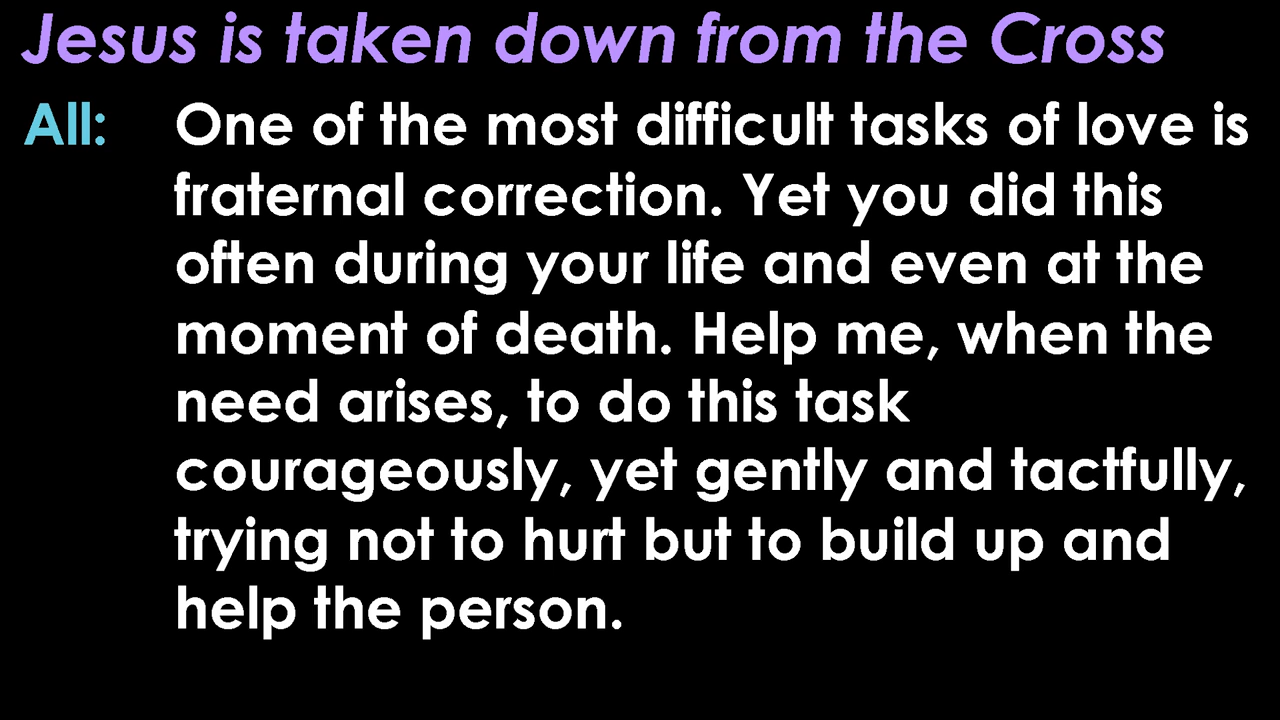 Jesus is taken down from the Cross
All: One of the most difficult tasks of love is
fraternal correction. Yet you did this
often during your life and even at the
moment of death. Help me, when the
need arises, to do this task
courageously, yet gently and tactfully,
trying not to hurt but to build up and
help the person.